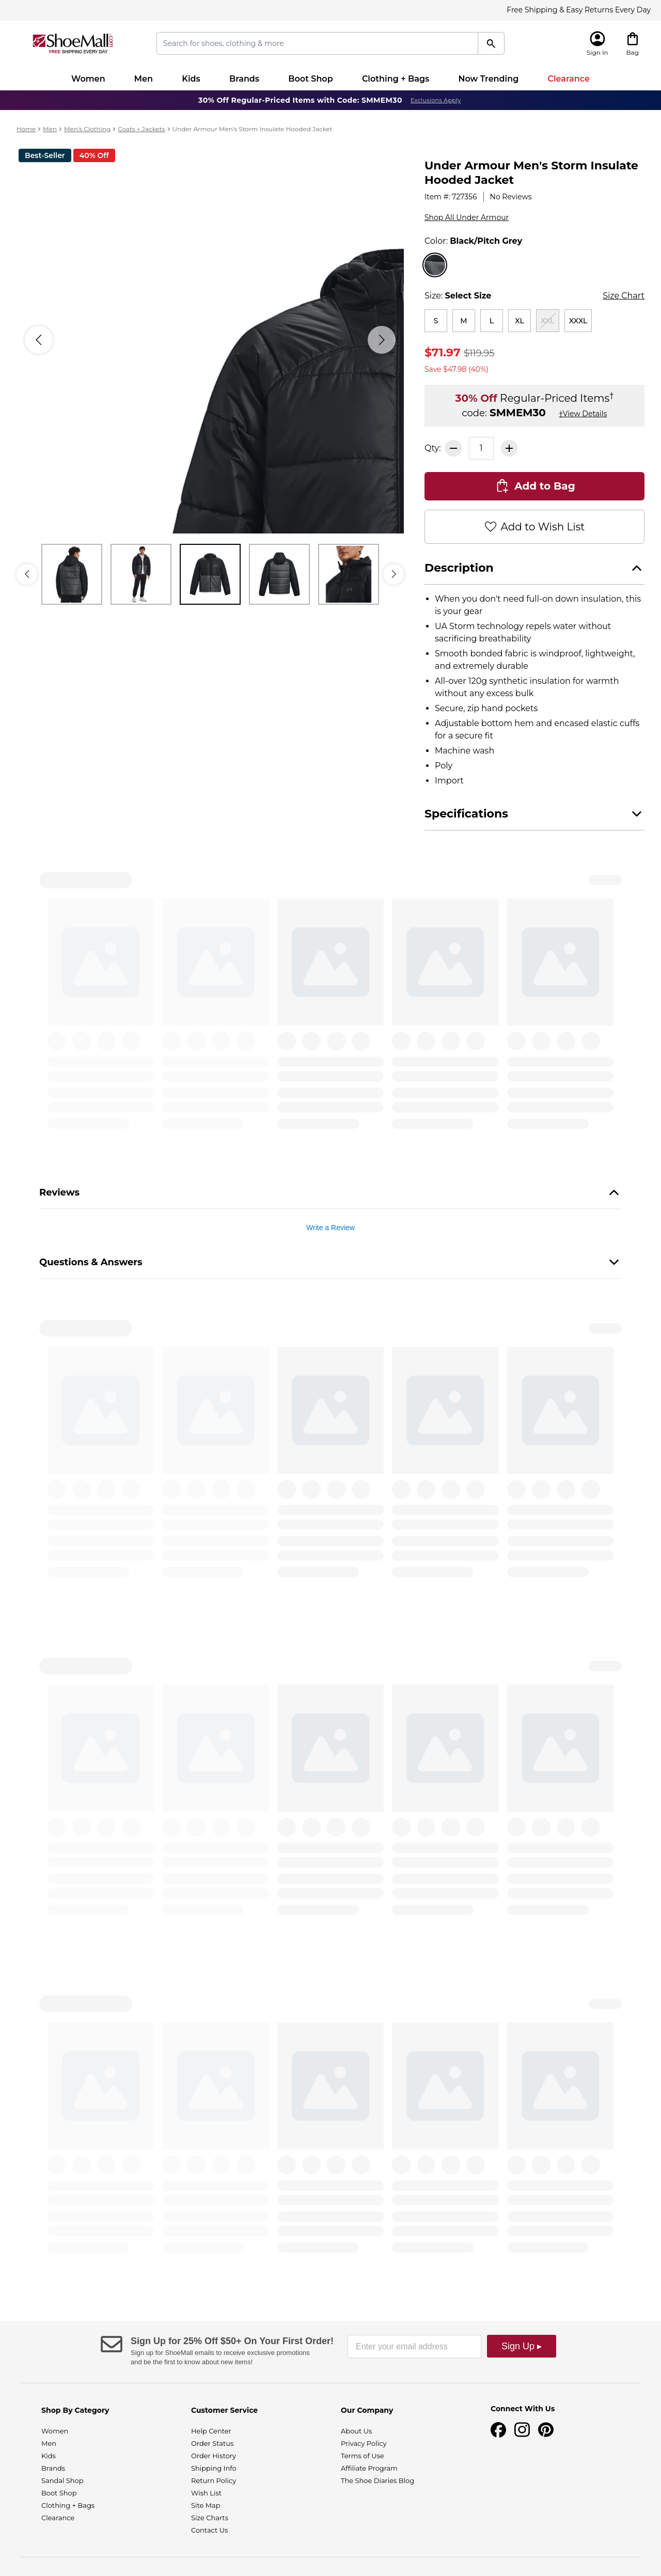 Free Shipping & Easy Returns Every Day
ShoeMall.com
FREE SHIPPING EVERY DAY
Search for shoes, clothing & more
Sign In
Bag
Women
Men
Kids
Brands
Boot Shop
Clothing + Bags
Now Trending
Clearance
30% Off Regular-Priced Items with Code: SMMEM30 Exclusions Apply
Home > Men > Men's Clothing > Coats + Jackets > Under Armour Men's Storm Insulate Hooded Jacket
Best-Seller
40% Off
Under Armour Men's Storm Insulate
Hooded Jacket
Item #: 727356 | No Reviews
Shop All Under Armour
Color: Black/Pitch Grey
Size: Select Size
Size Chart
S
M
L
XL
XXL
XXXL
$71.97 $119.95
Save $47.98 (40%)
30% Off Regular-Priced Items†
code: SMMEM30 ‡View Details
Qty:
1
Add to Bag
Add to Wish List
Description
• When you don't need full-on down insulation, this
is your gear
• UA Storm technology repels water without
sacrificing breathability
• Smooth bonded fabric is windproof, lightweight,
and extremely durable
• All-over 120g synthetic insulation for warmth
without any excess bulk
• Secure, zip hand pockets
• Adjustable bottom hem and encased elastic cuffs
for a secure fit
• Machine wash
• Poly
• Import
Specifications
Reviews
Write a Review
Questions & Answers
Sign Up for 25% Off $50+ On Your First Order!
Sign up for ShoeMall emails to receive exclusive promotions
and be the first to know about new items!
Enter your email address
Sign Up ▸
Shop By Category
Women
Men
Kids
Brands
Sandal Shop
Boot Shop
Clothing + Bags
Clearance
Customer Service
Help Center
Order Status
Order History
Shipping Info
Return Policy
Wish List
Site Map
Size Charts
Contact Us
Our Company
About Us
Privacy Policy
Terms of Use
Affiliate Program
The Shoe Diaries Blog
Connect With Us